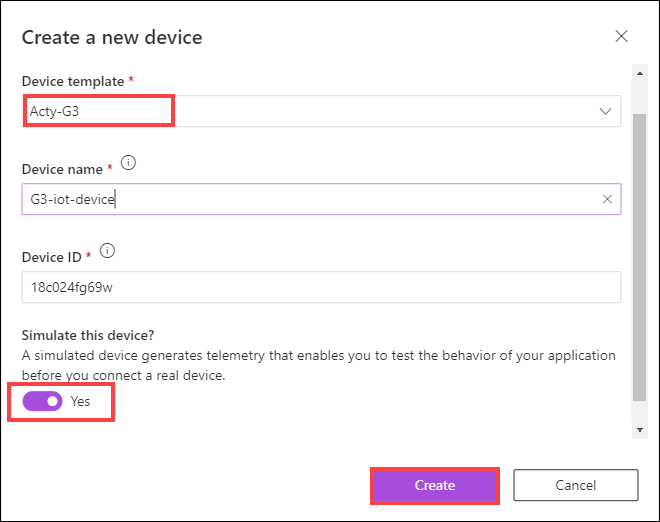 Create a new device
Device template *
Acty-G3
Device name *
G3-iot-device
Device ID *
18c024fg69w
Simulate this device?
A simulated device generates telemetry that enables you to test the behavior of your application
before you connect a real device.
Yes
Create Cancel